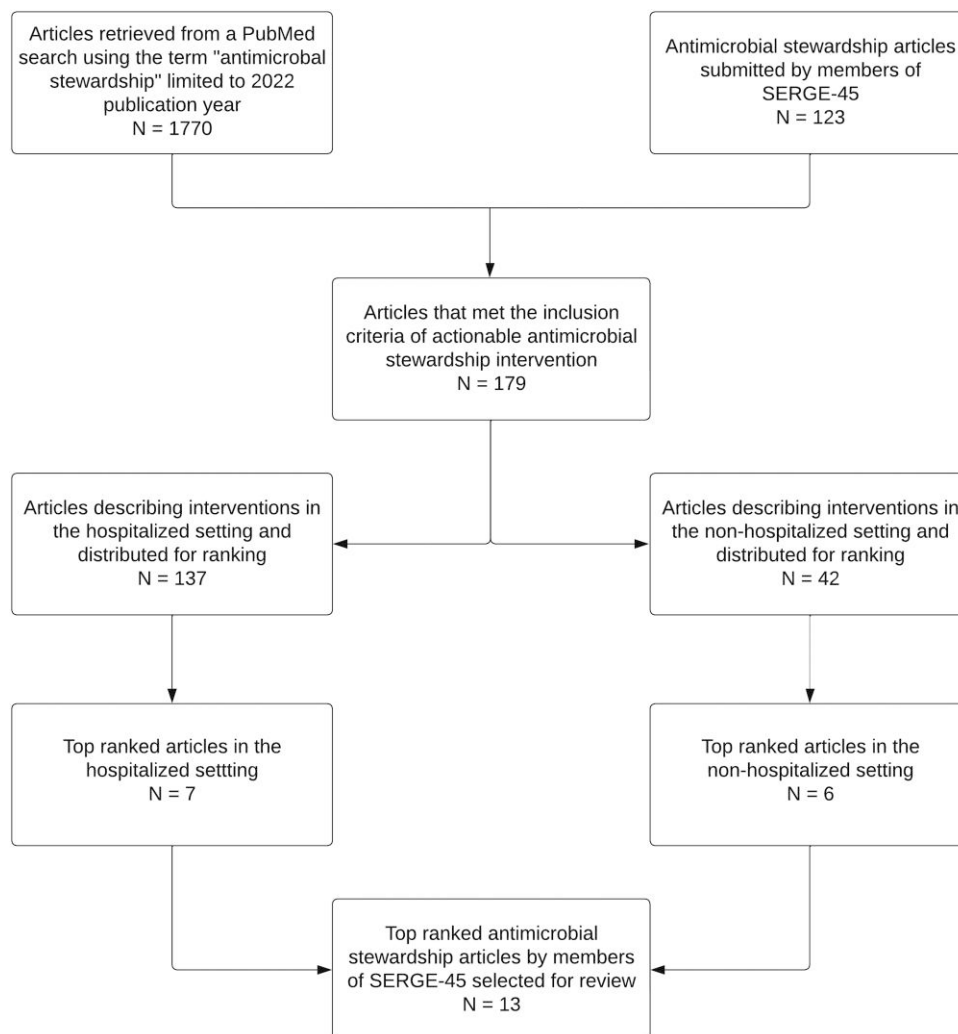 Articles retrieved from a PubMed
search using the term "antimicrobal
stewardship" limited to 2022
publication year
N = 1770
Antimicrobial stewardship articles
submitted by members of
SERGE-45
N = 123
Articles that met the inclusion
criteria of actionable antimicrobial
stewardship intervention
N = 179
Articles describing interventions in
the hospitalized setting and
distributed for ranking
N = 137
Articles describing interventions in
the non-hospitalized setting and
distributed for ranking
N = 42
Top ranked articles in the
hospitalized settting
N = 7
Top ranked articles in the
non-hospitalized setting
N = 6
Top ranked antimicrobial
stewardship articles by members
of SERGE-45 selected for review
N = 13